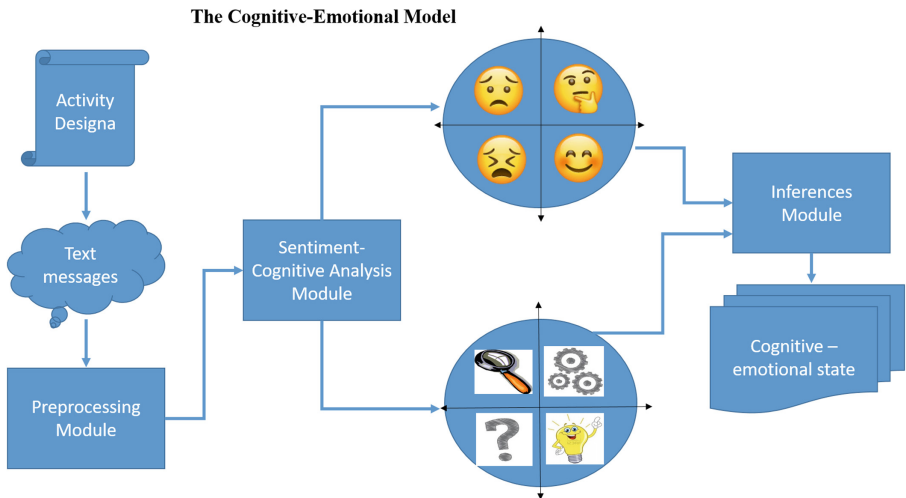 The Cognitive-Emotional Model
Activity
Designa
Text
messages
Preprocessing
Module
Sentiment-
Cognitive Analysis
Module
Inferences
Module
Cognitive –
emotional state